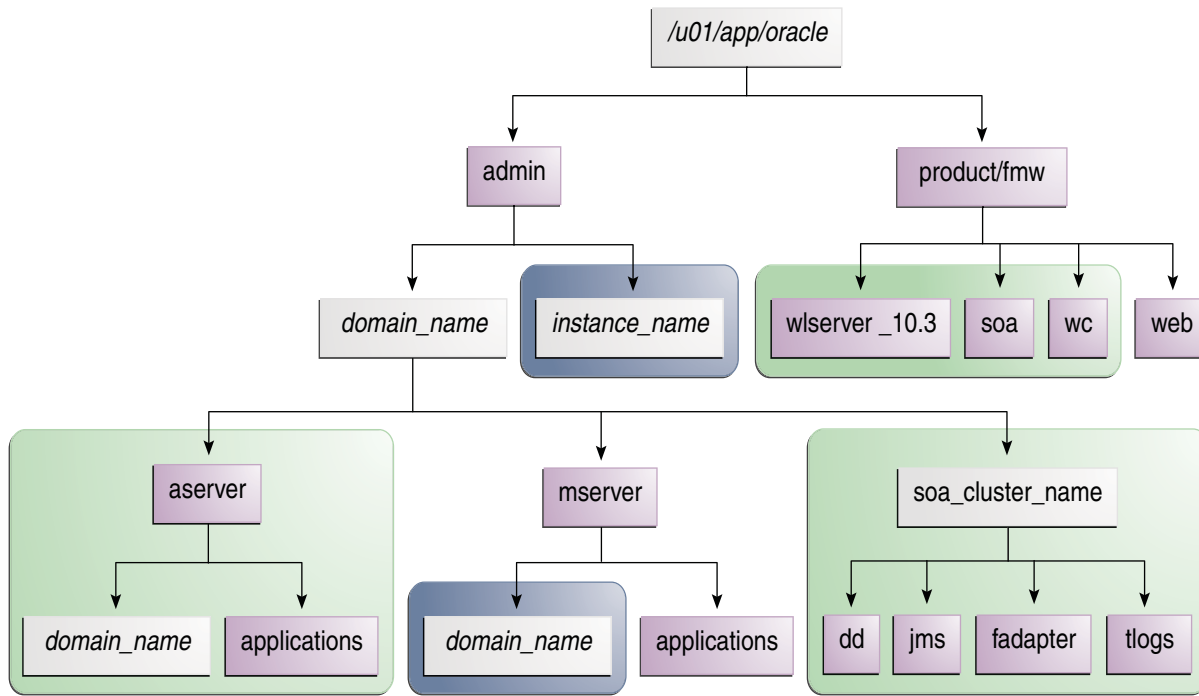 /u01/app/oracle
admin
product/fmw
domain_name
instance_name
wlserver _10.3
soa
wc
web
aserver
mserver
soa_cluster_name
domain_name
applications
domain_name
applications
dd
jms
fadapter
tlogs